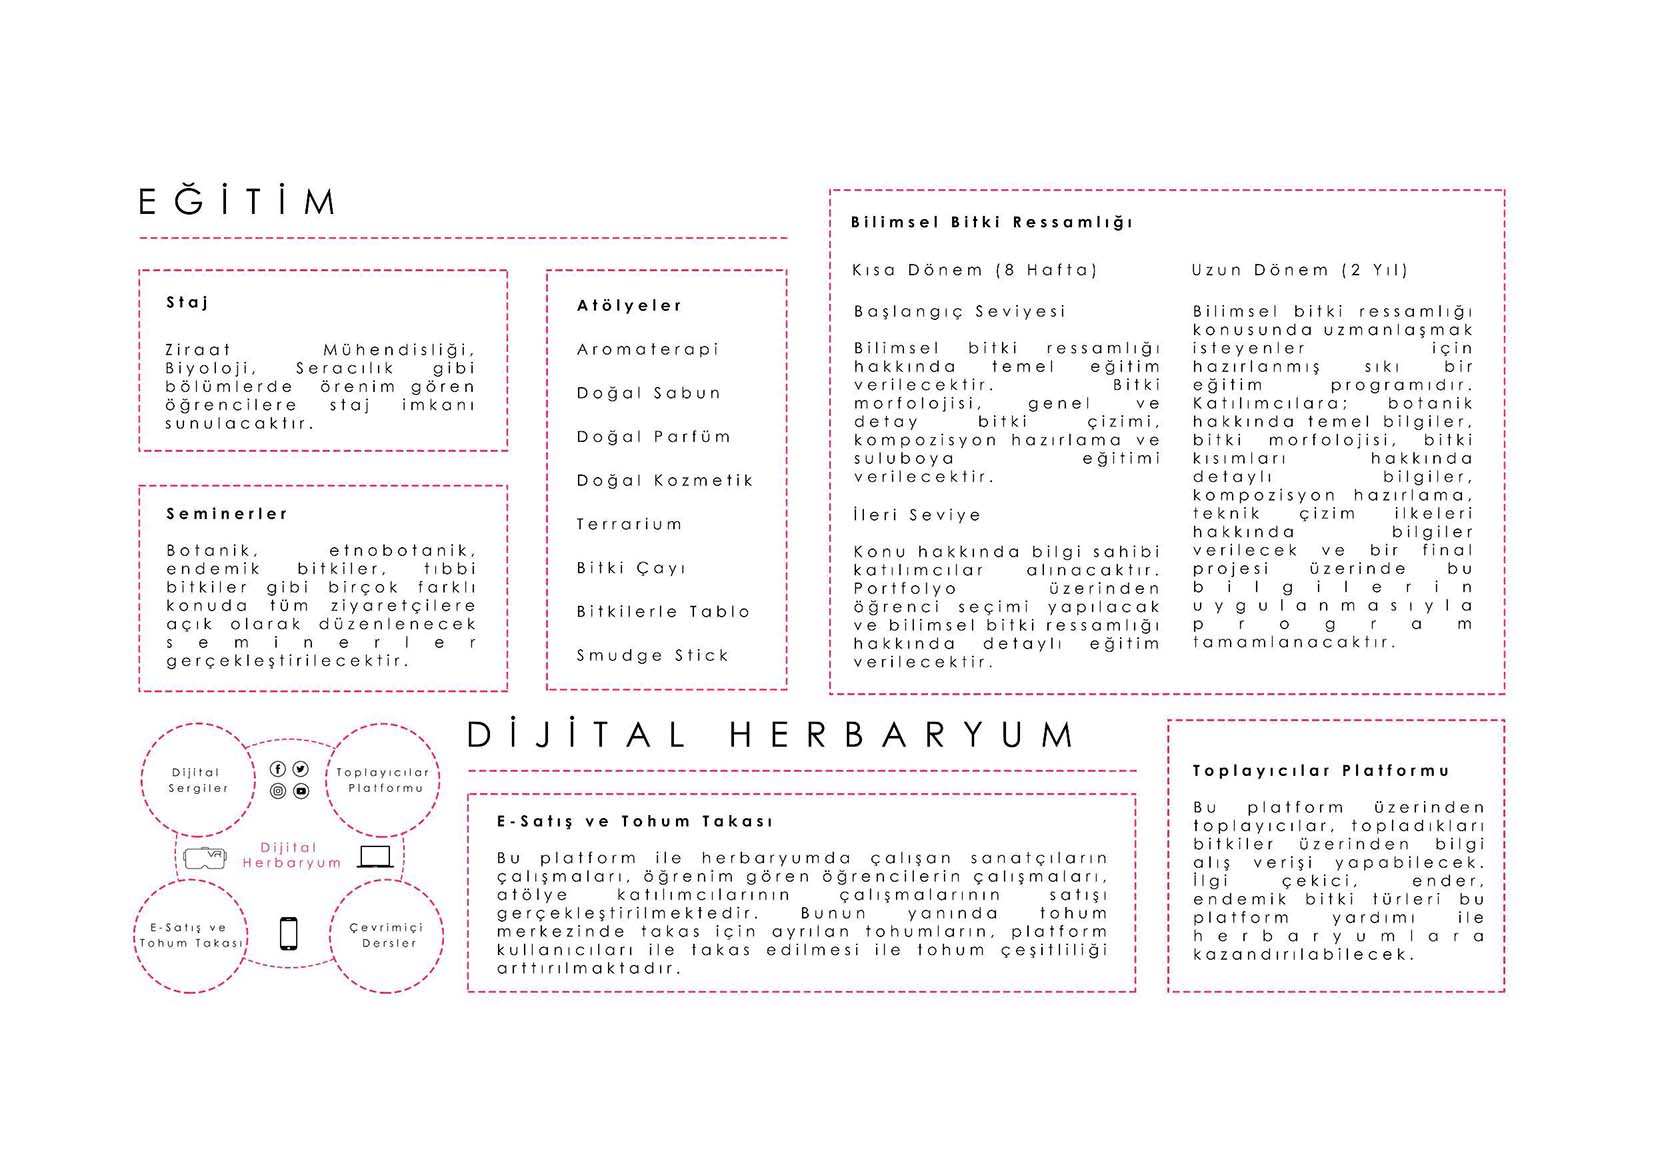 EĞİTİM
Staj
Ziraat Mühendisliği,
Biyoloji, Seracılık gibi
bölümlerde örenim gören
öğrencilere staj imkanı
sunulacaktır.
Seminerler
Botanik, etnobotanik,
endemik bitkiler, tıbbi
bitkiler gibi birçok farklı
konuda tüm ziyaretçilere
açık olarak düzenlenecek
seminerler
gerçekleştirilecektir.
Atölyeler
Aromaterapi
Doğal Sabun
Doğal Parfüm
Doğal Kozmetik
Terrarium
Bitki Çayı
Bitkilerle Tablo
Smudge Stick
Bilimsel Bitki Ressamlığı
Kısa Dönem (8 Hafta)
Başlangıç Seviyesi
Bilimsel bitki ressamlığı
hakkında temel eğitim
verilecektir. Bitki
morfolojisi, genel ve
detay bitki çizimi,
kompozisyon hazırlama ve
suluboya eğitimi
verilecektir.
İleri Seviye
Konu hakkında bilgi sahibi
katılımcılar alınacaktır.
Portfolyo üzerinden
öğrenci seçimi yapılacak
ve bilimsel bitki ressamlığı
hakkında detaylı eğitim
verilecektir.
Uzun Dönem (2 Yıl)
Bilimsel bitki ressamlığı
konusunda uzmanlaşmak
isteyenler için
hazırlanmış sıkı bir
eğitim programıdır.
Katılımcılara; botanik
hakkında temel bilgiler,
bitki morfolojisi, bitki
kısımları hakkında
detaylı bilgiler,
kompozisyon hazırlama,
teknik çizim ilkeleri
hakkında bilgiler
verilecek ve bir final
projesi üzerinde bu
bilgilerin
uygulanmasıyla
program
tamamlanacaktır.
Dijital
Sergiler
Toplayıcılar
Platformu
VR
Dijital
Herbaryum
E-Satış ve
Tohum Takası
Çevrimiçi
Dersler
DİJİTAL HERBARYUM
E-Satış ve Tohum Takası
Bu platform ile herbaryumda çalışan sanatçıların
çalışmaları, öğrenim gören öğrencilerin çalışmaları,
atölye katılımcılarının çalışmalarının satışı
gerçekleştirilmektedir. Bunun yanında tohum
merkezinde takas için ayrılan tohumların, platform
kullanıcıları ile takas edilmesi ile tohum çeşitliliği
arttırılmaktadır.
Toplayıcılar Platformu
Bu platform üzerinden
toplayıcılar, topladıkları
bitkiler üzerinden bilgi
alış verişi yapabilecek.
İlgi çekici, ender,
endemik bitki türleri bu
platform yardımı ile
herbaryumlara
kazandırılabilecek.